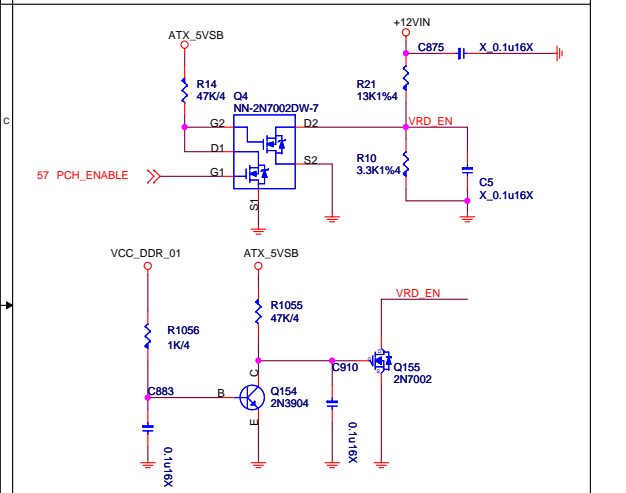 +12VIN
ATX_5VSB
C875
X_0.1u16X
R14
47K/4
Q4
NN-2N7002DW-7
R21
13K1%4
C
G2
D2
VRD_EN
D1
S2
R10
3.3K1%4
57 PCH_ENABLE
G1
C5
X_0.1u16X
S1
VCC_DDR_01
ATX_5VSB
VRD_EN
R1055
47K/4
R1056
1K/4
C910
Q155
2N7002
C
C883
B
Q154
2N3904
E
0.1u16X
0.1u16X